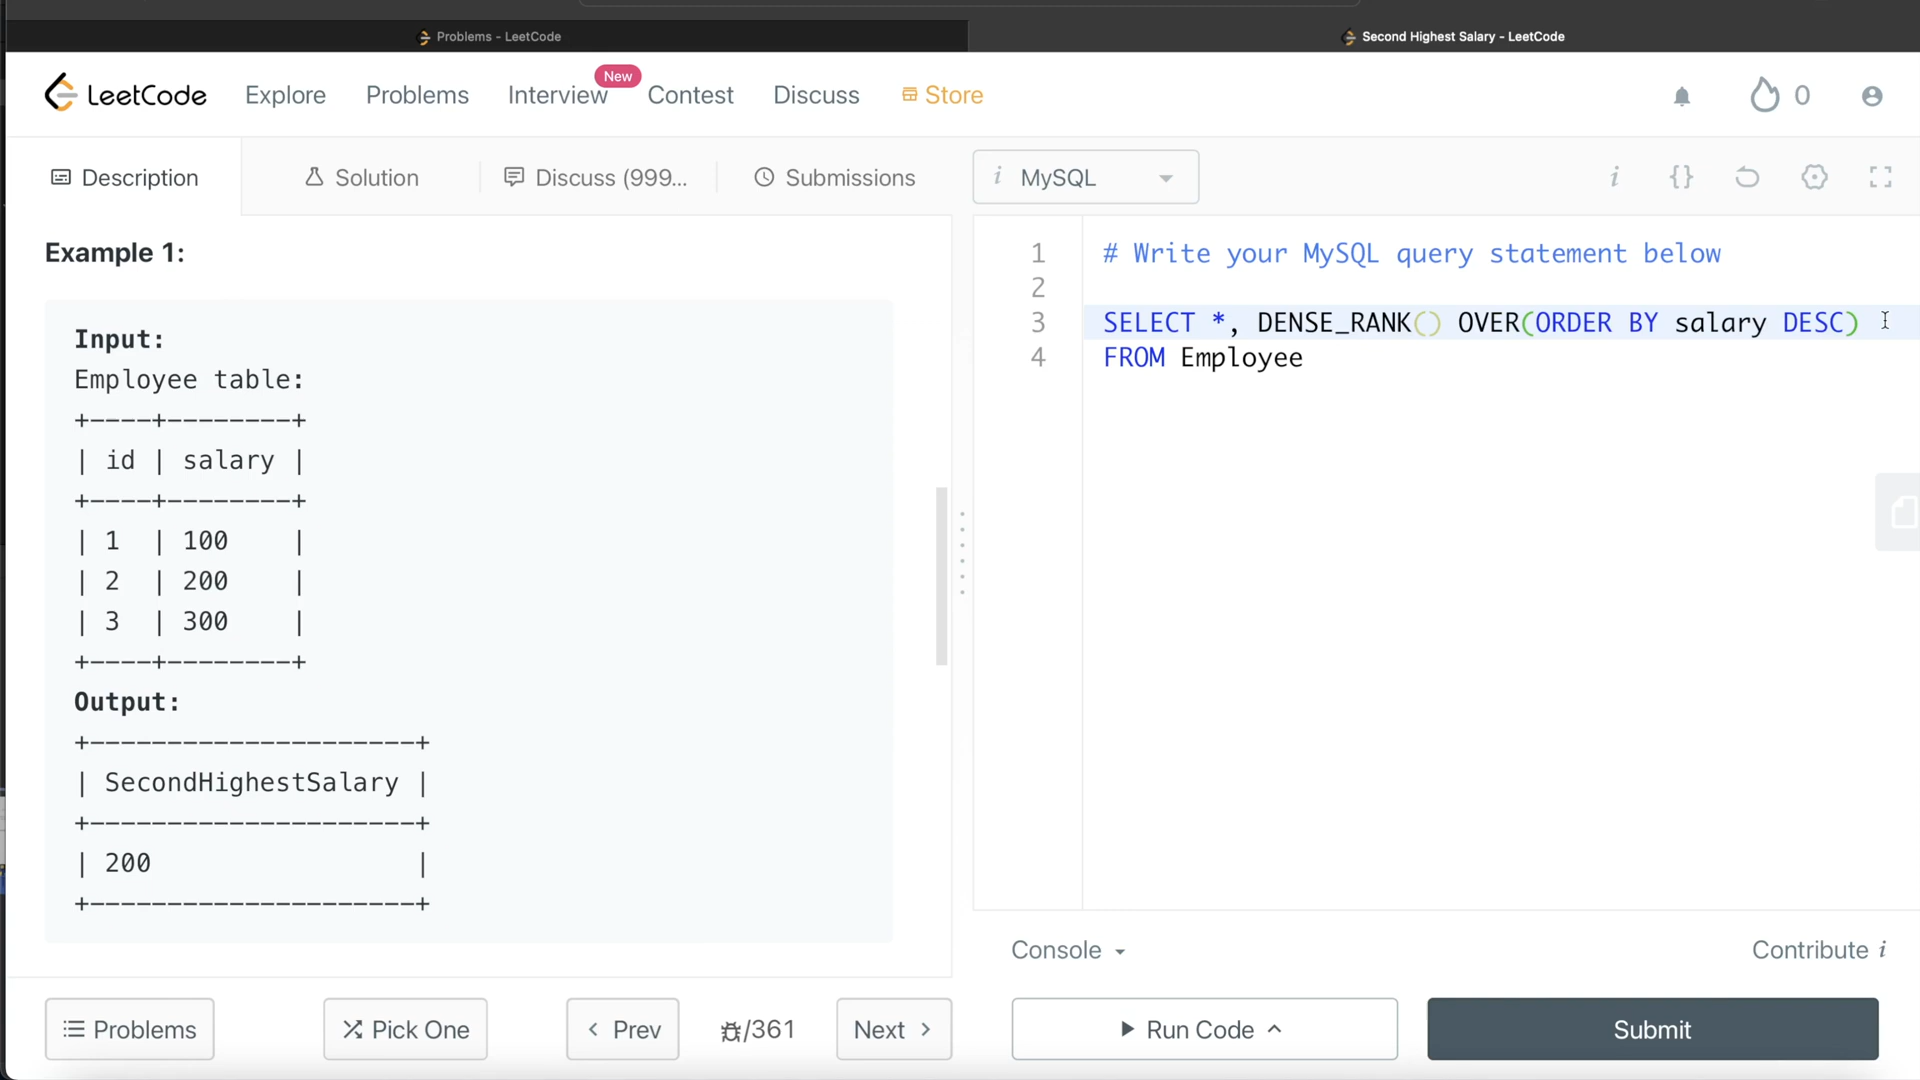 Problems - LeetCode
Second Highest Salary - LeetCode
LeetCode Explore Problems Interview New Contest Discuss Store 0
Description Solution Discuss (999... Submissions
i MySQL
Example 1:
Input:
Employee table:
+----+--------+
| id | salary |
+----+--------+
| 1  | 100    |
| 2  | 200    |
| 3  | 300    |
+----+--------+
Output:
+---------------------+
| SecondHighestSalary |
+---------------------+
| 200                 |
+---------------------+
1 # Write your MySQL query statement below
2
3 SELECT *, DENSE_RANK() OVER(ORDER BY salary DESC)
4 FROM Employee
Console
Contribute i
Problems
Pick One
Prev
/361
Next
Run Code
Submit